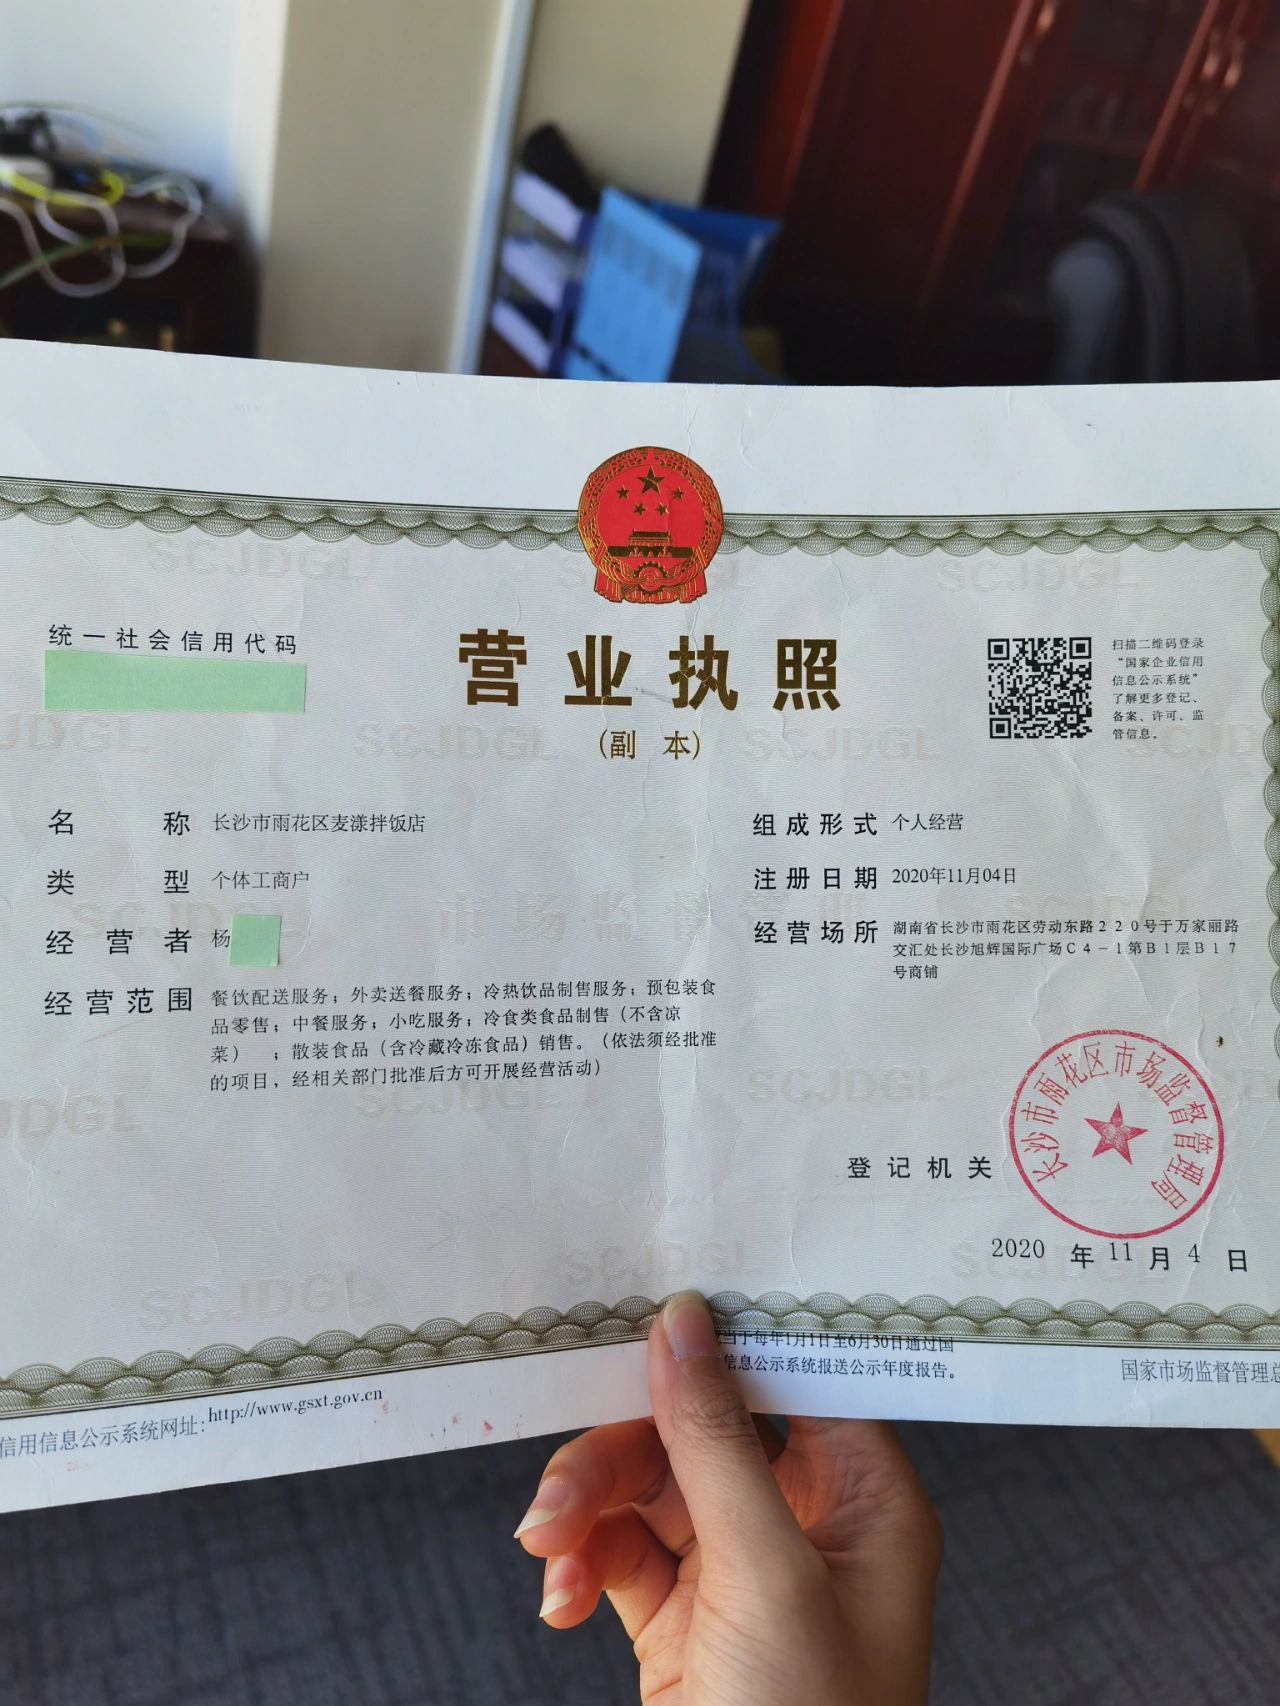 统一社会信用代码
营业执照
(副 本)
扫描二维码登录
“国家企业信用
信息公示系统”
了解更多登记、
备案、许可、监
管信息。
名 称 长沙市雨花区麦漾拌饭店
类 型 个体工商户
经 营 者 杨
经 营 范 围 餐饮配送服务；外卖送餐服务；冷热饮品制售服务；预包装食
品零售；中餐服务；小吃服务；冷食类食品制售（不含凉
菜） ；散装食品（含冷藏冷冻食品）销售。（依法须经批准
的项目，经相关部门批准后方可开展经营活动）
组成形式 个人经营
注册日期 2020年11月04日
经营场所 湖南省长沙市雨花区劳动东路２２０号于万家丽路
交汇处长沙旭辉国际广场Ｃ４－１第Ｂ１层Ｂ１７
号商铺
登记机关
长沙市雨花区市场监督管理局
2020 年 11 月 4 日
信用信息公示系统网址: http://www.gsxt.gov.cn
当于每年1月1日至6月30日通过国
信息公示系统报送公示年度报告。
国家市场监督管理总
SCJDGL